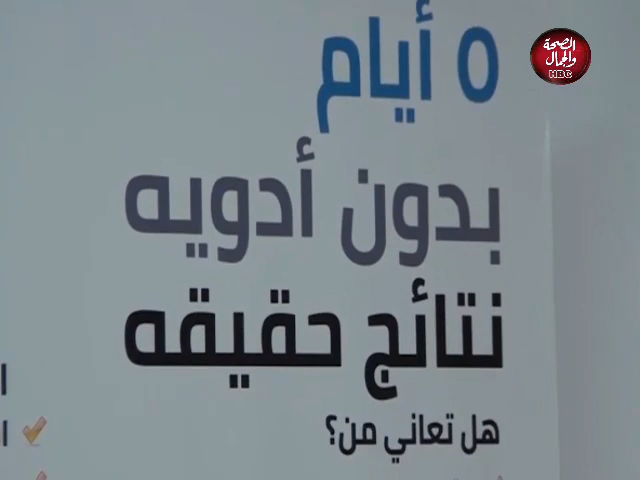 الصحة
والجمال
HBC
٥ أيام
بدون أدويه
نتائج حقيقه
هل تعاني من؟